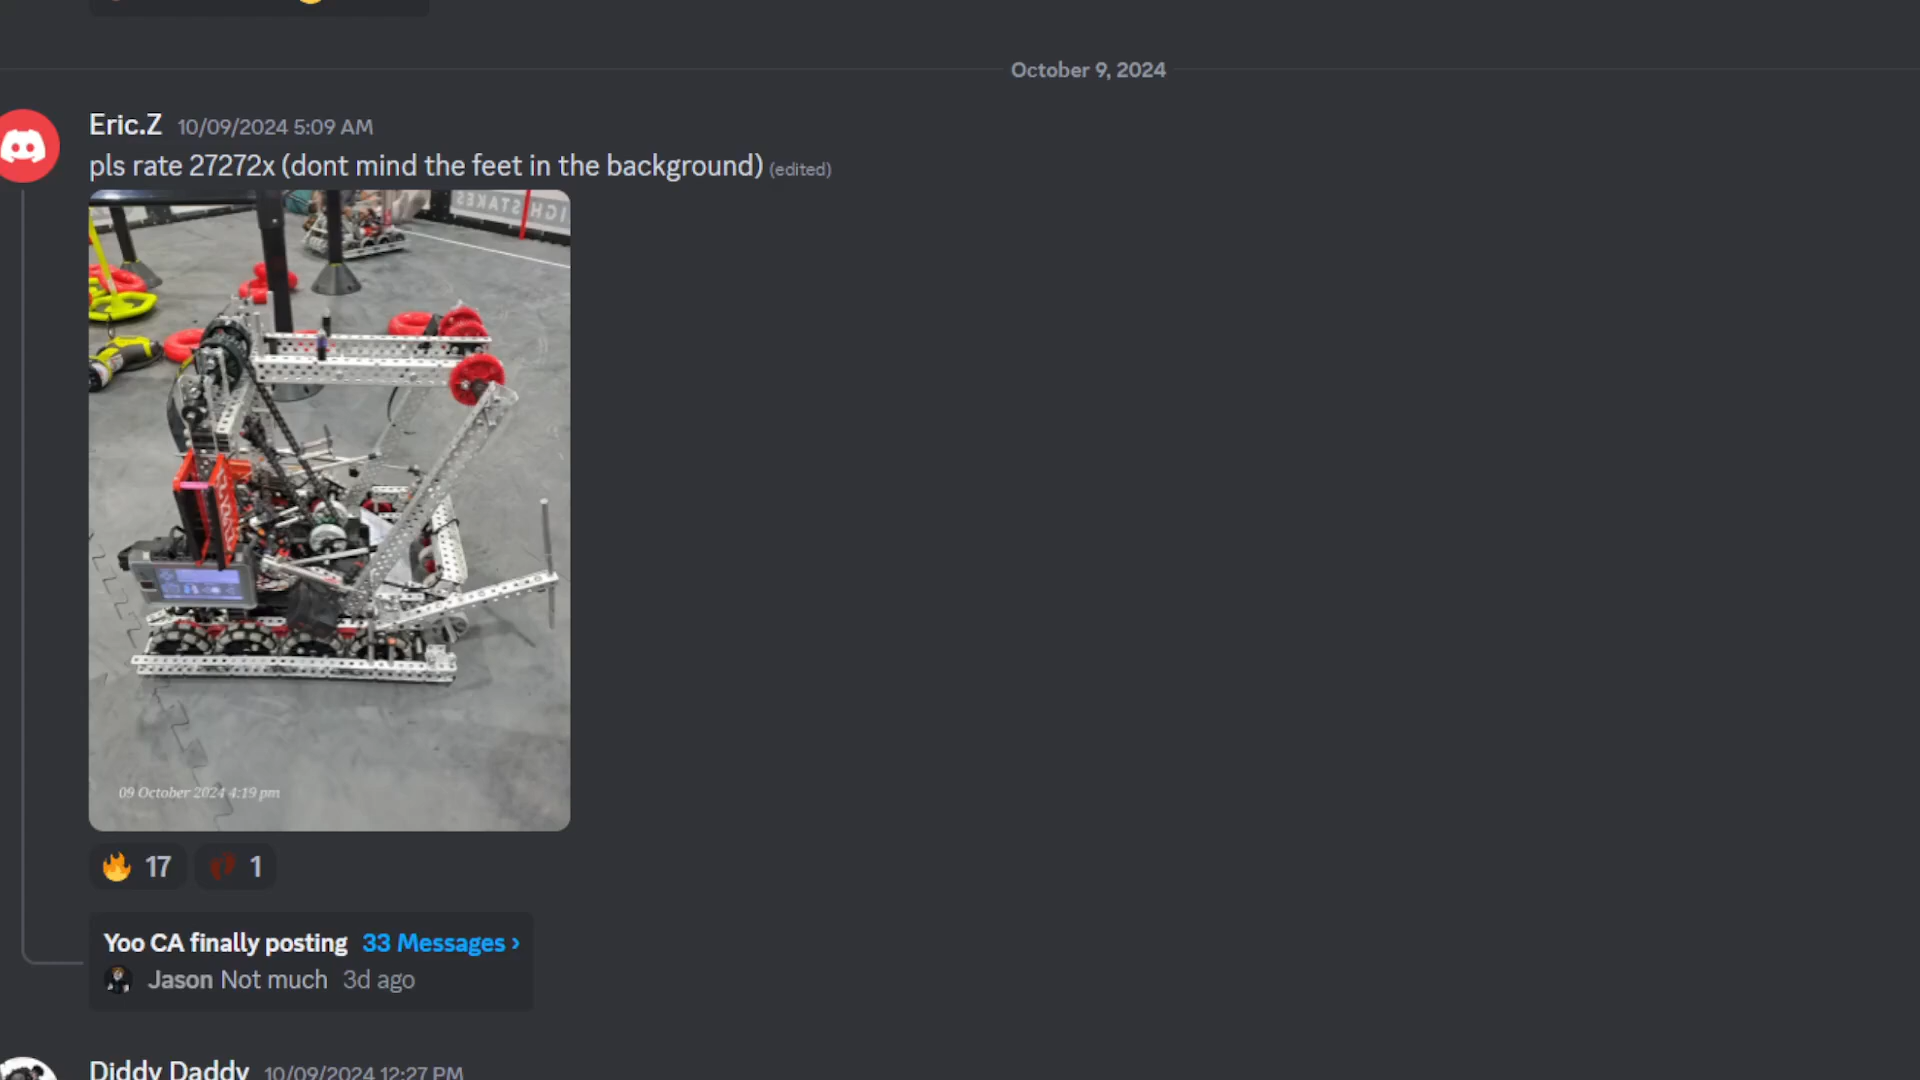 October 9, 2024
Eric.Z 10/09/2024 5:09 AM
pls rate 27272x (dont mind the feet in the background) (edited)
IGH STAKES
09 October 2024 4:19 pm
17 1
Yoo CA finally posting 33 Messages ›
Jason Not much 3d ago
Diddy Daddy 10/09/2024 12:27 PM